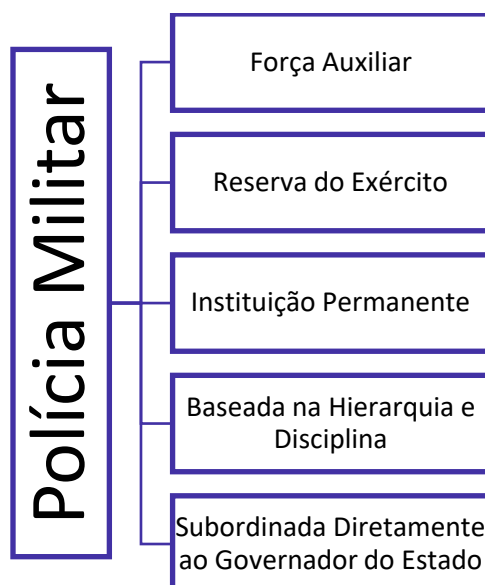 Polícia Militar
Força Auxiliar
Reserva do Exército
Instituição Permanente
Baseada na Hierarquia e
Disciplina
Subordinada Diretamente
ao Governador do Estado